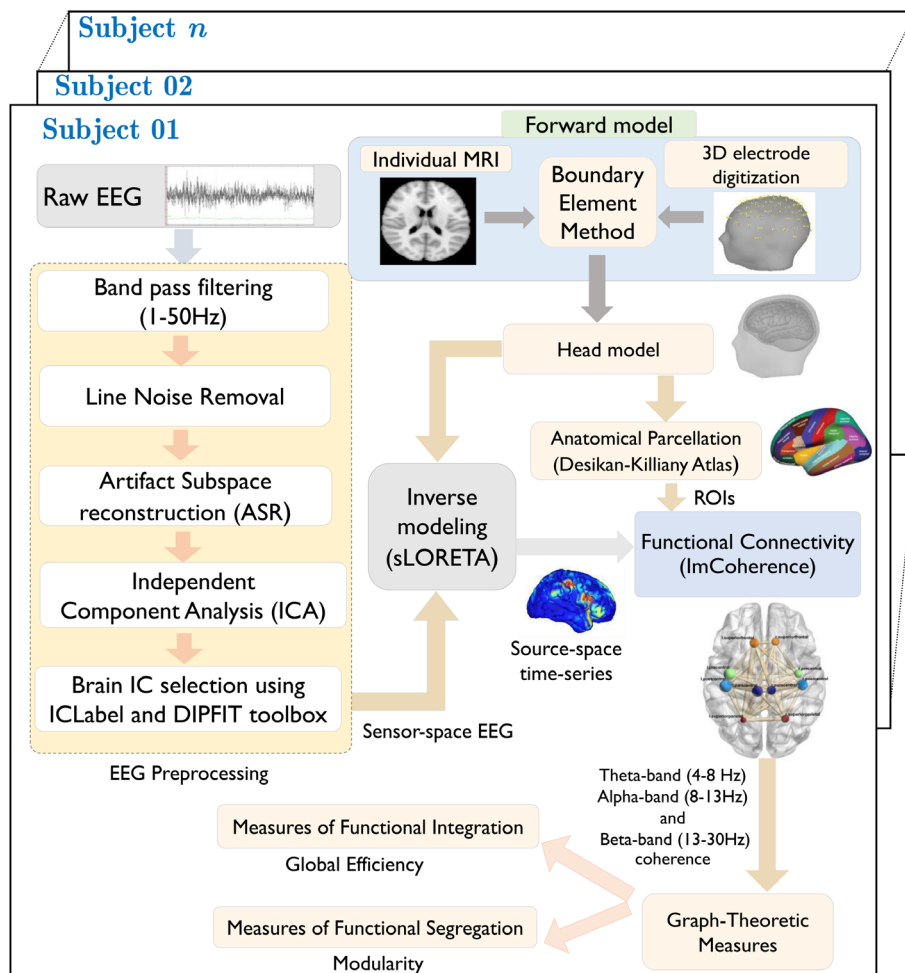 Subject n
Subject 02
Subject 01
Forward model
Raw EEG
Individual MRI
Boundary
Element
Method
3D electrode
digitization
Band pass filtering
(1-50Hz)
Line Noise Removal
Artifact Subspace
reconstruction (ASR)
Independent
Component Analysis (ICA)
Brain IC selection using
ICLabel and DIPFIT toolbox
EEG Preprocessing
Head model
Anatomical Parcellation
(Desikan-Killiany Atlas)
ROIs
Inverse
modeling
(sLORETA)
Functional Connectivity
(ImCoherence)
Source-space
time-series
Sensor-space EEG
Theta-band (4-8 Hz)
Alpha-band (8-13Hz)
and
Beta-band (13-30Hz)
coherence
Measures of Functional Integration
Global Efficiency
Measures of Functional Segregation
Modularity
Graph-Theoretic
Measures